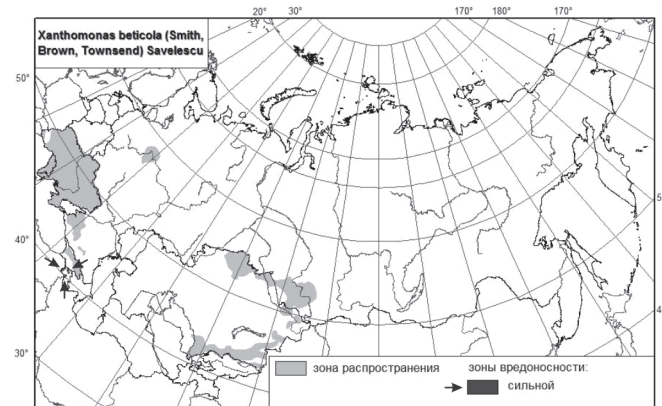 Xanthomonas beticola (Smith,
Brown, Townsend) Savelescu
20° 30° 170° 180° 170°
50°
40°
30°
5
4
зона распространения
зоны вредоносности:
сильной